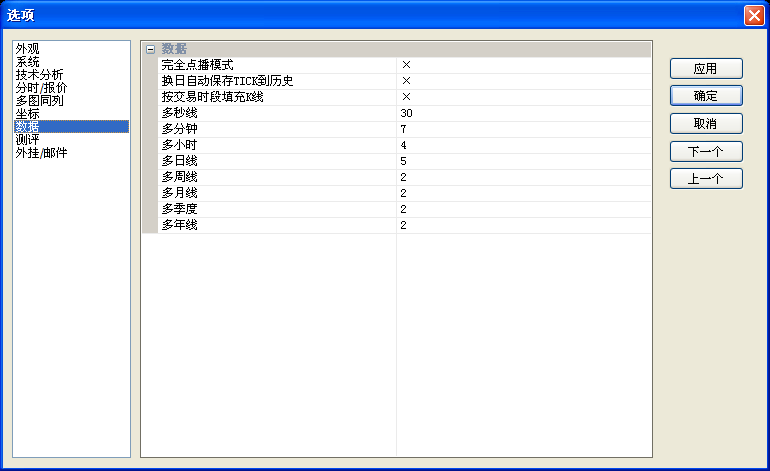 选项
外观
系统
技术分析
分时/报价
多图同列
坐标
数据
测评
外挂/邮件
数据
完全点播模式 ×
换日自动保存TICK到历史 ×
按交易时段填充K线 ×
多秒线 30
多分钟 7
多小时 4
多日线 5
多周线 2
多月线 2
多季度 2
多年线 2
应用
确定
取消
下一个
上一个